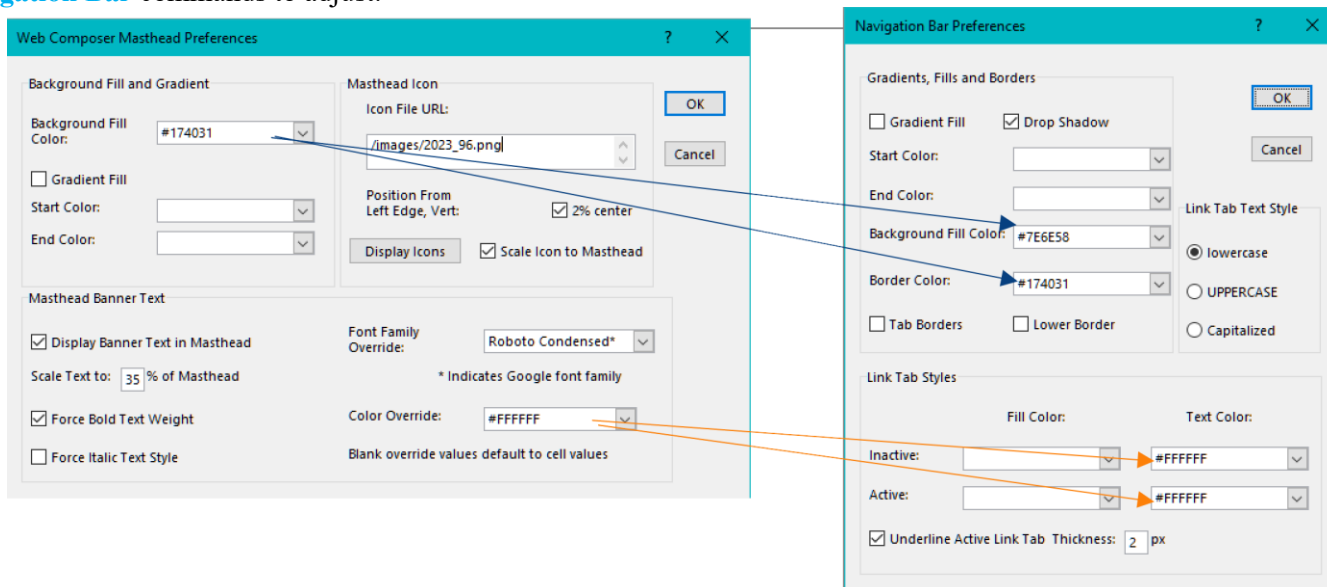 gation Bar commands to adjust.
Web Composer Masthead Preferences
?
Background Fill and Gradient
Background Fill
Color:
#174031
Gradient Fill
Start Color:
End Color:
Masthead Icon
Icon File URL:
/images/2023_96.png
Position From
Left Edge, Vert:
2% center
Display Icons
Scale Icon to Masthead
OK
Cancel
Masthead Banner Text
Display Banner Text in Masthead
Scale Text to: 35 % of Masthead
Force Bold Text Weight
Force Italic Text
Style
Font Family
Override:
Roboto Condensed*
* Indicates Google font family
Color Override:
#FFFFFF
Blank override values default to cell values
Navigation Bar Preferences
?
Gradients, Fills and Borders
Gradient Fill
Drop Shadow
Start Color:
End Color:
Background Fill Color:
#7E6E58
Border Color:
#174031
Tab Borders
Lower Border
OK
Cancel
Link Tab Text Style
lowercase
UPPERCASE
Capitalized
Link Tab Styles
Fill Color:
Text Color:
Inactive:
#FFFFFF
Active:
#FFFFFF
Underline Active Link Tab Thickness: 2 px